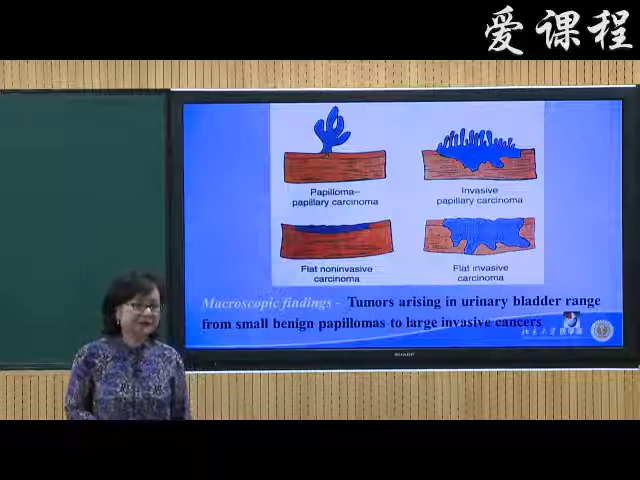 爱课程
Papilloma–
papillary carcinoma
Invasive
papillary carcinoma
Flat noninvasive
carcinoma
Flat invasive
carcinoma
Macroscopic findings - Tumors arising in urinary bladder range
from small benign papillomas to large invasive cancers
SHARP